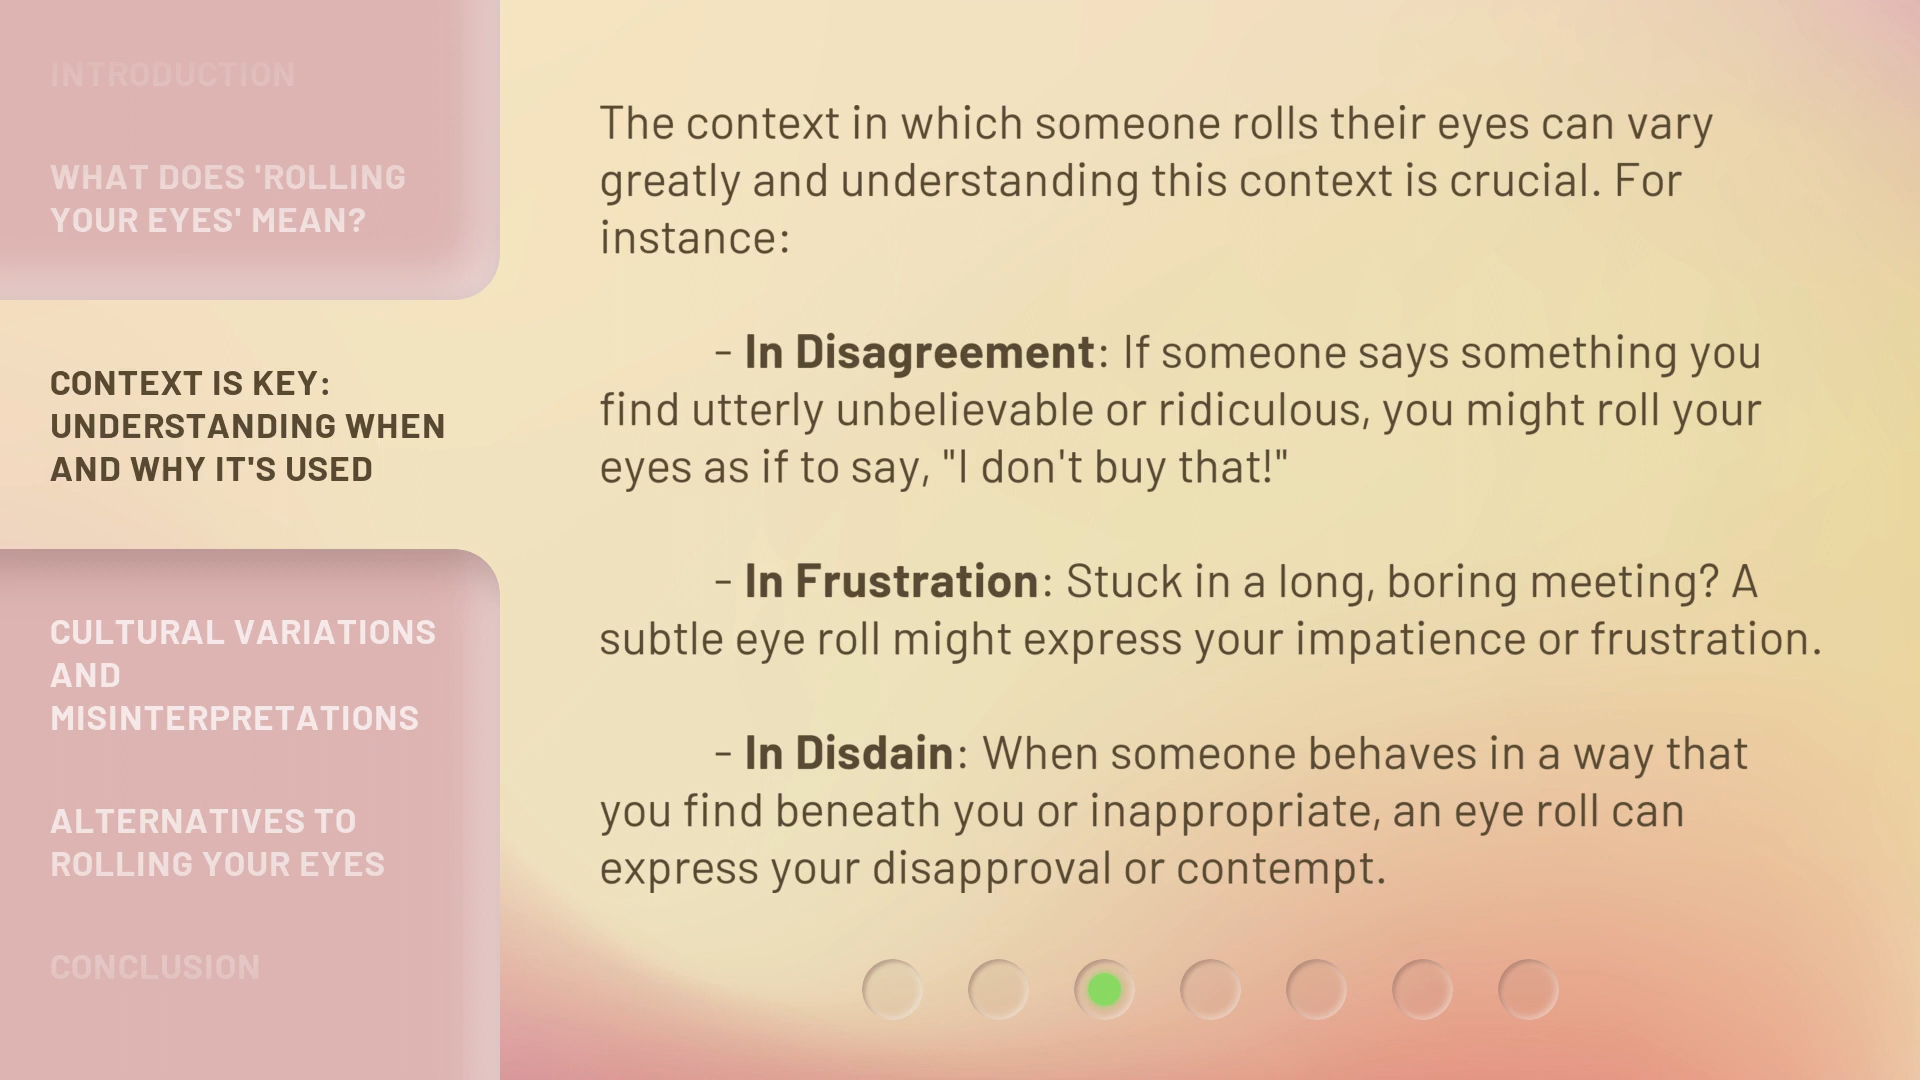 INTRODUCTION
WHAT DOES 'ROLLING
YOUR EYES' MEAN?
CONTEXT IS KEY:
UNDERSTANDING WHEN
AND WHY IT'S USED
CULTURAL VARIATIONS
AND
MISINTERPRETATIONS
ALTERNATIVES TO
ROLLING YOUR EYES
CONCLUSION
The context in which someone rolls their eyes can vary
greatly and understanding this context is crucial. For
instance:
- In Disagreement: If someone says something you
find utterly unbelievable or ridiculous, you might roll your
eyes as if to say, "I don't buy that!"
- In Frustration: Stuck in a long, boring meeting? A
subtle eye roll might express your impatience or frustration.
- In Disdain: When someone behaves in a way that
you find beneath you or inappropriate, an eye roll can
express your disapproval or contempt.